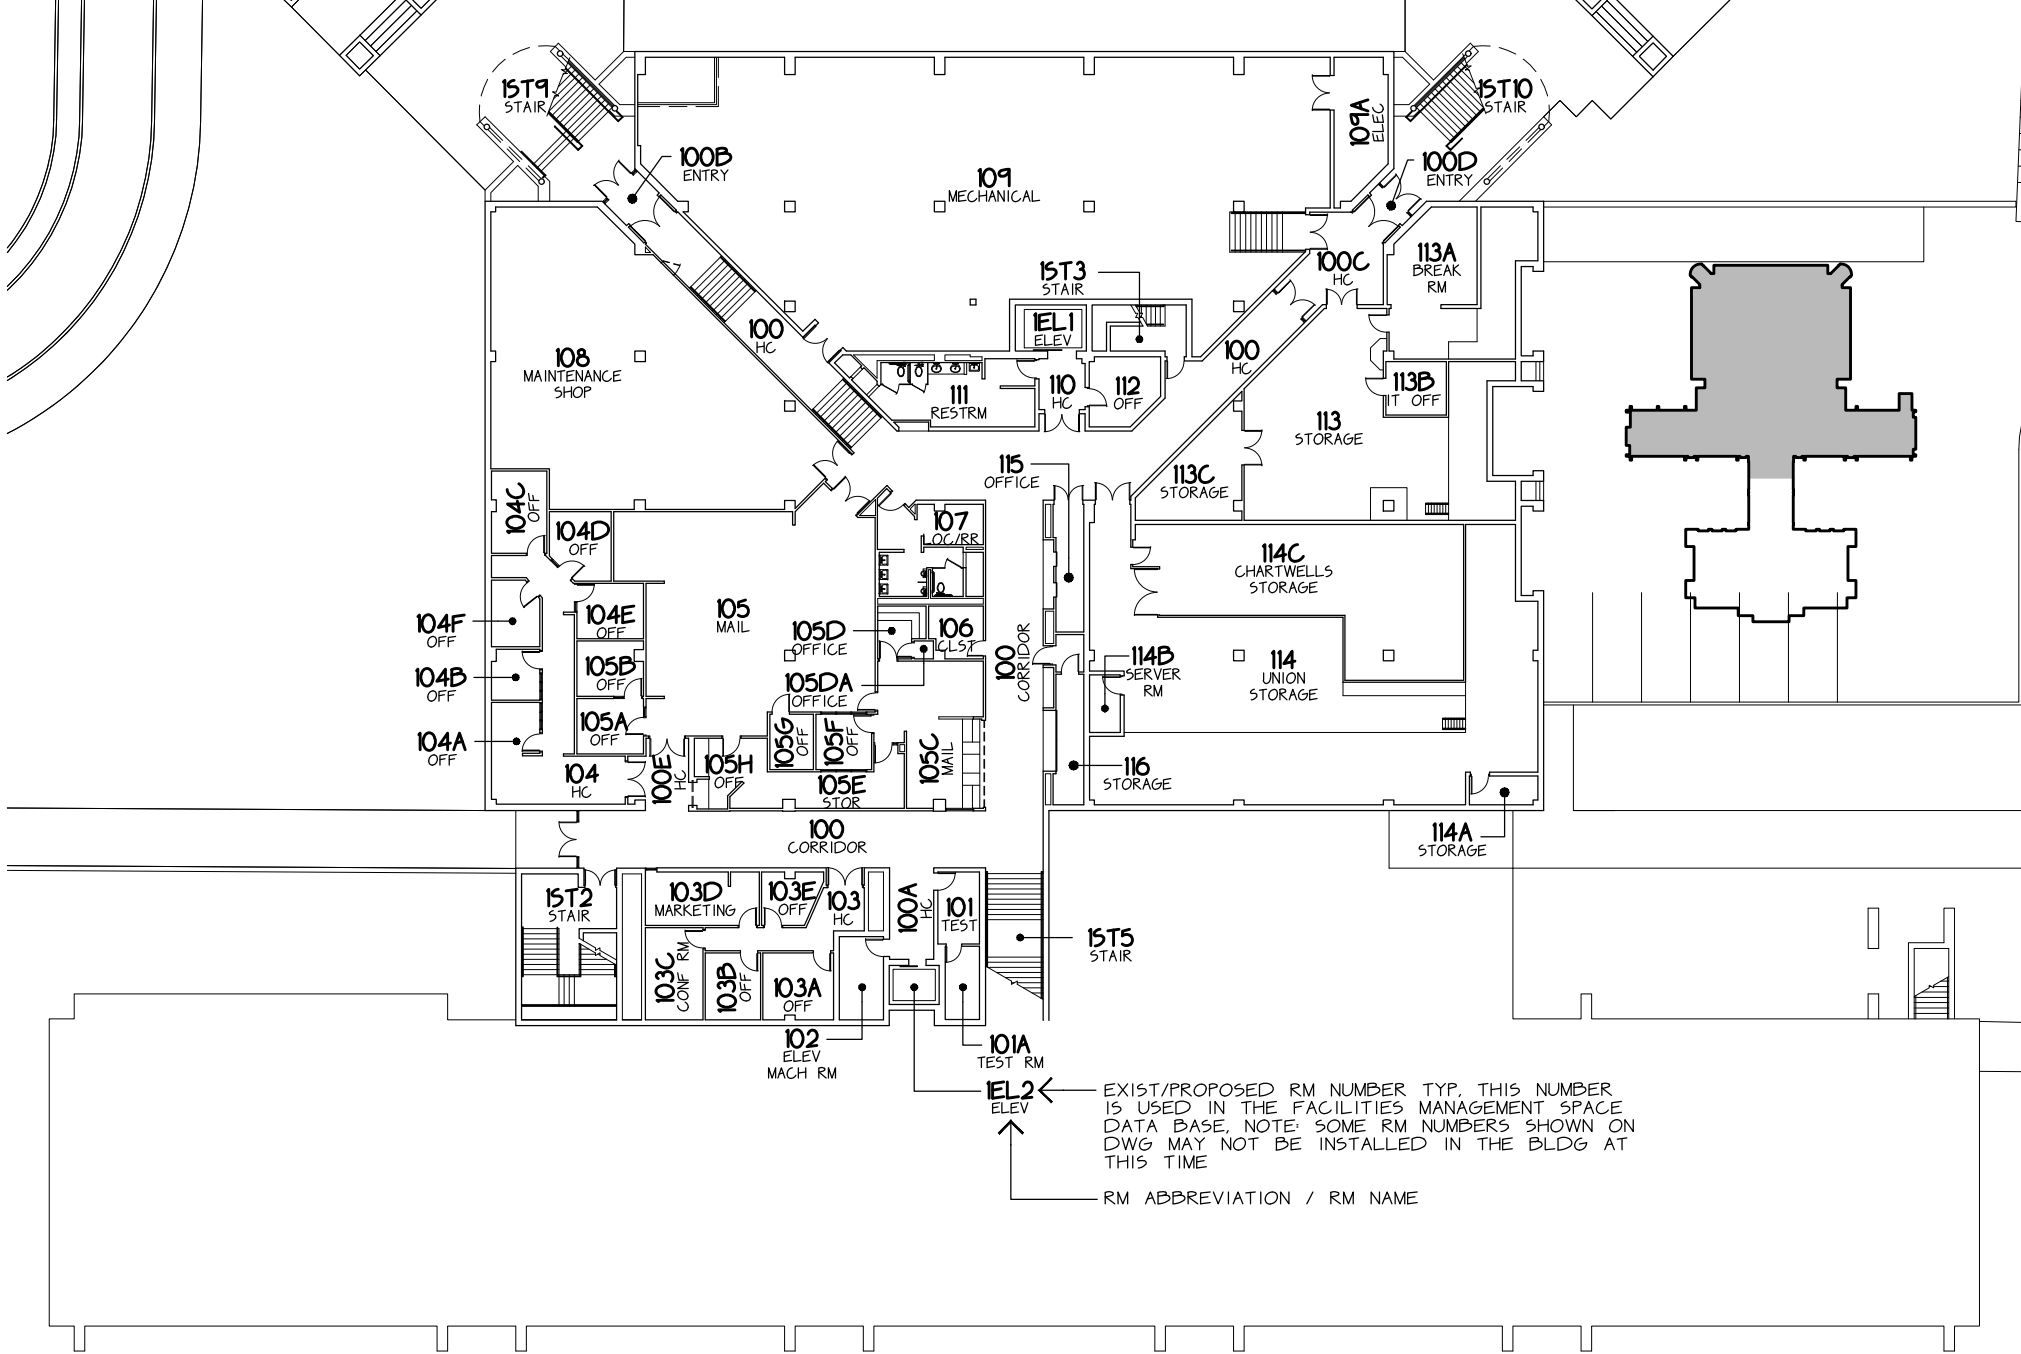 1ST9
STAIR
1ST10
STAIR
109A
ELEC
100B
ENTRY
100D
ENTRY
109
MECHANICAL
113A
BREAK
RM
100C
HC
1ST3
STAIR
1EL1
ELEV
100
HC
100
HC
108
MAINTENANCE
SHOP
111
RESTRM
110
HC
112
OFF
113B
IT OFF
113
STORAGE
115
OFFICE
113C
STORAGE
104C
OFF
104D
OFF
107
LOC/RR
114C
CHARTWELLS
STORAGE
104F
OFF
104E
OFF
105
MAIL
105D
OFFICE
106
CLST
100
CORRIDOR
104B
OFF
105B
OFF
105DA
OFFICE
114B
SERVER
RM
114
UNION
STORAGE
104A
OFF
105A
OFF
105G
OFF
105F
OFF
105C
MAIL
104
HC
100E
HC
105H
OFF
105E
STOR
116
STORAGE
100
CORRIDOR
114A
STORAGE
1ST2
STAIR
103D
MARKETING
103E
OFF
103
HC
100A
HC
101
TEST
1ST5
STAIR
103C
CONF RM
103B
OFF
103A
OFF
102
ELEV
MACH RM
101A
TEST RM
1EL2
ELEV
EXIST/PROPOSED RM NUMBER TYP, THIS NUMBER
IS USED IN THE FACILITIES MANAGEMENT SPACE
DATA BASE, NOTE: SOME RM NUMBERS SHOWN ON
DWG MAY NOT BE INSTALLED IN THE BLDG AT
THIS TIME
RM ABBREVIATION / RM NAME